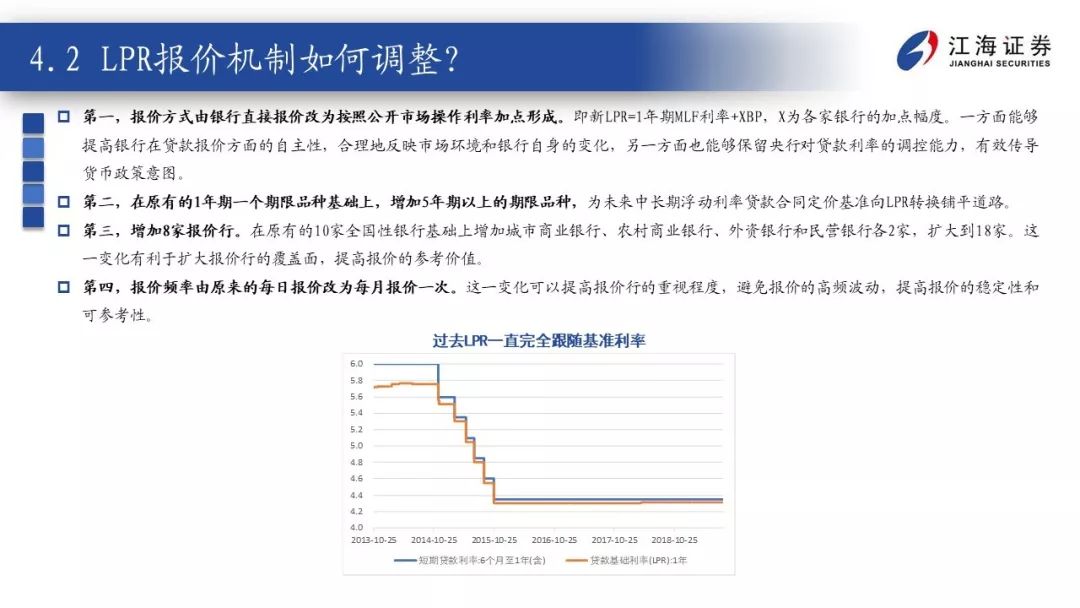 4.2 LPR报价机制如何调整？
江海证券
JIANGHAI SECURITIES
第一，报价方式由银行直接报价改为按照公开市场操作利率加点形成。即新LPR=1年期MLF利率+XBP，X为各家银行的加点幅度。一方面能够
提高银行在贷款报价方面的自主性，合理地反映市场环境和银行自身的变化，另一方面也能够保留央行对贷款利率的调控能力，有效传导
货币政策意图。
第二，在原有的1年期一个期限品种基础上，增加5年期以上的期限品种，为未来中长期浮动利率贷款合同定价基准向LPR转换铺平道路。
第三，增加8家报价行。在原有的10家全国性银行基础上增加城市商业银行、农村商业银行、外资银行和民营银行各2家，扩大到18家。这
一变化有利于扩大报价行的覆盖面，提高报价的参考价值。
第四，报价频率由原来的每日报价改为每月报价一次。这一变化可以提高报价行的重视程度，避免报价的高频波动，提高报价的稳定性和
可参考性。
过去LPR一直完全跟随基准利率
6.0
5.8
5.6
5.4
5.2
5.0
4.8
4.6
4.4
4.2
4.0
2013-10-25 2014-10-25 2015-10-25 2016-10-25 2017-10-25 2018-10-25
短期贷款利率:6个月至1年(含) 贷款基础利率(LPR):1年